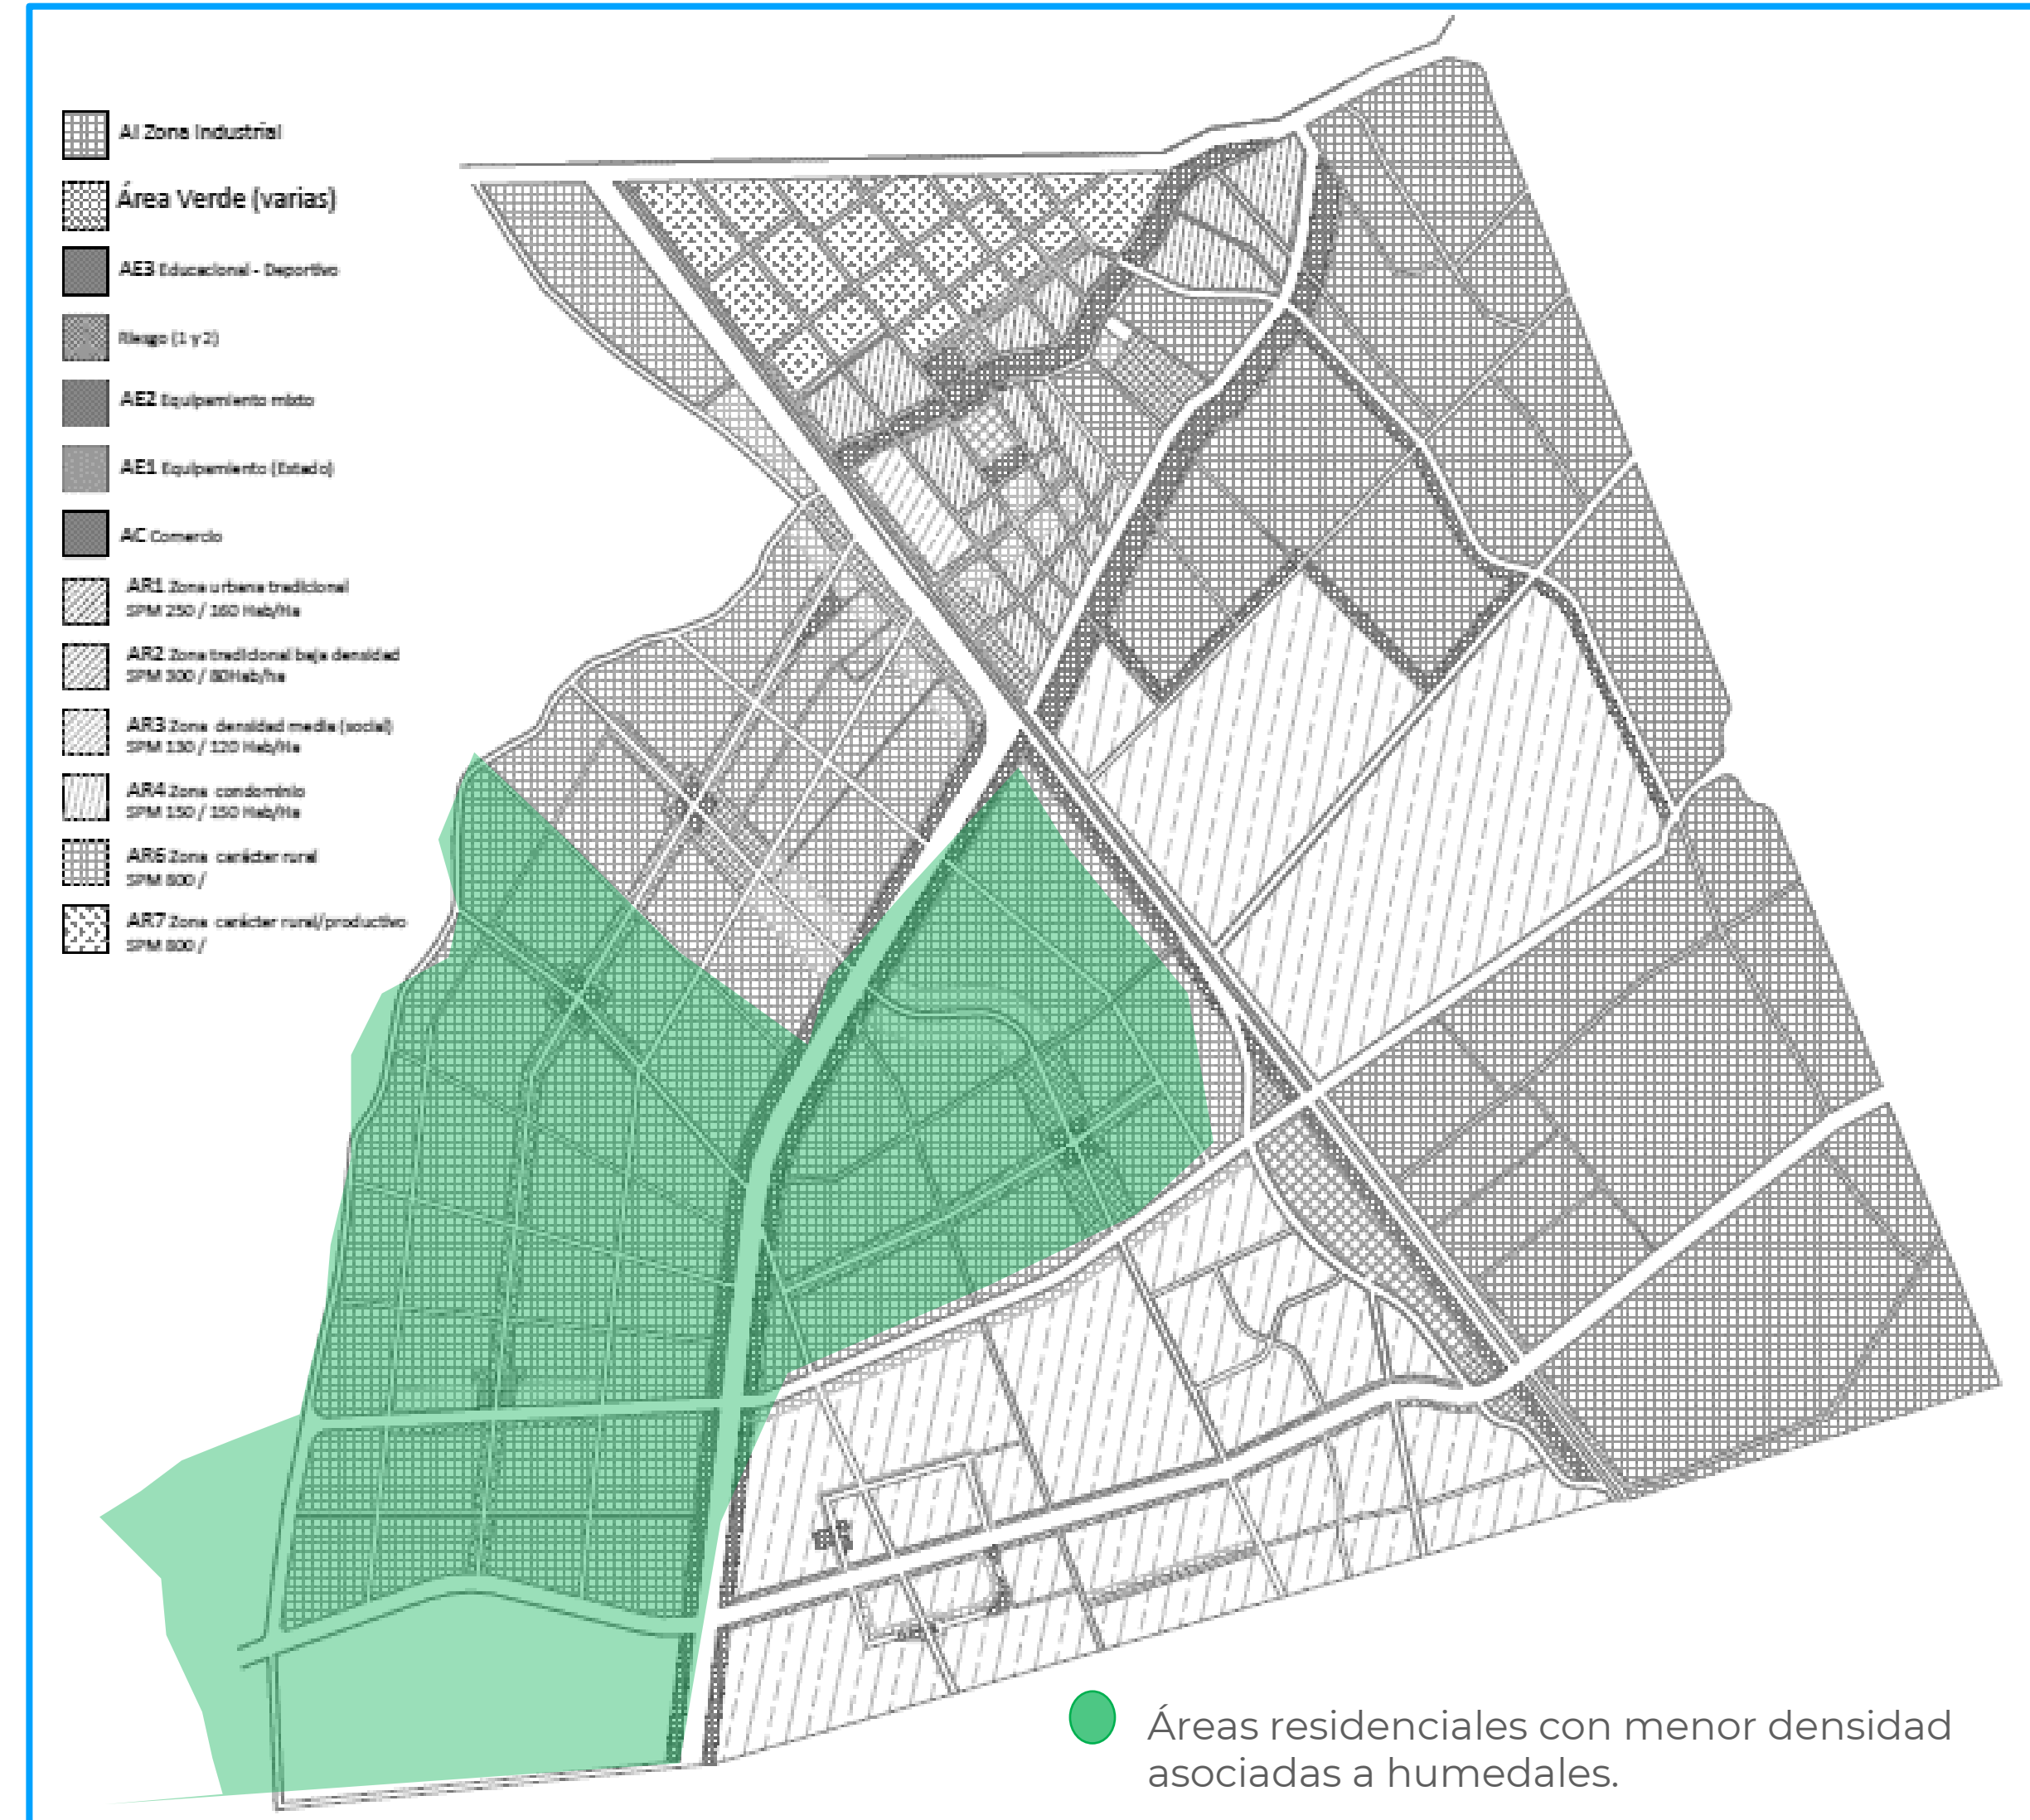 AI Zona Industrial
Área Verde (varias)
AE3 Educacional - Deportivo
Riesgo (1 y 2)
AE2 Equipamiento mixto
AE1 Equipamiento (Estado)
AC Comercio
AR1 Zona urbana tradicional
SPM 250 / 160 Hab/Ha
AR2 Zona tradicional baja densidad
SPM 300 / 80Hab/ha
AR3 Zona densidad media (social)
SPM 130 / 120 Hab/Ha
AR4 Zona condominio
SPM 150 / 150 Hab/Ha
AR6 Zona carácter rural
SPM 800 /
AR7 Zona carácter rural/productivo
SPM 800 /
Áreas residenciales con menor densidad
asociadas a humedales.